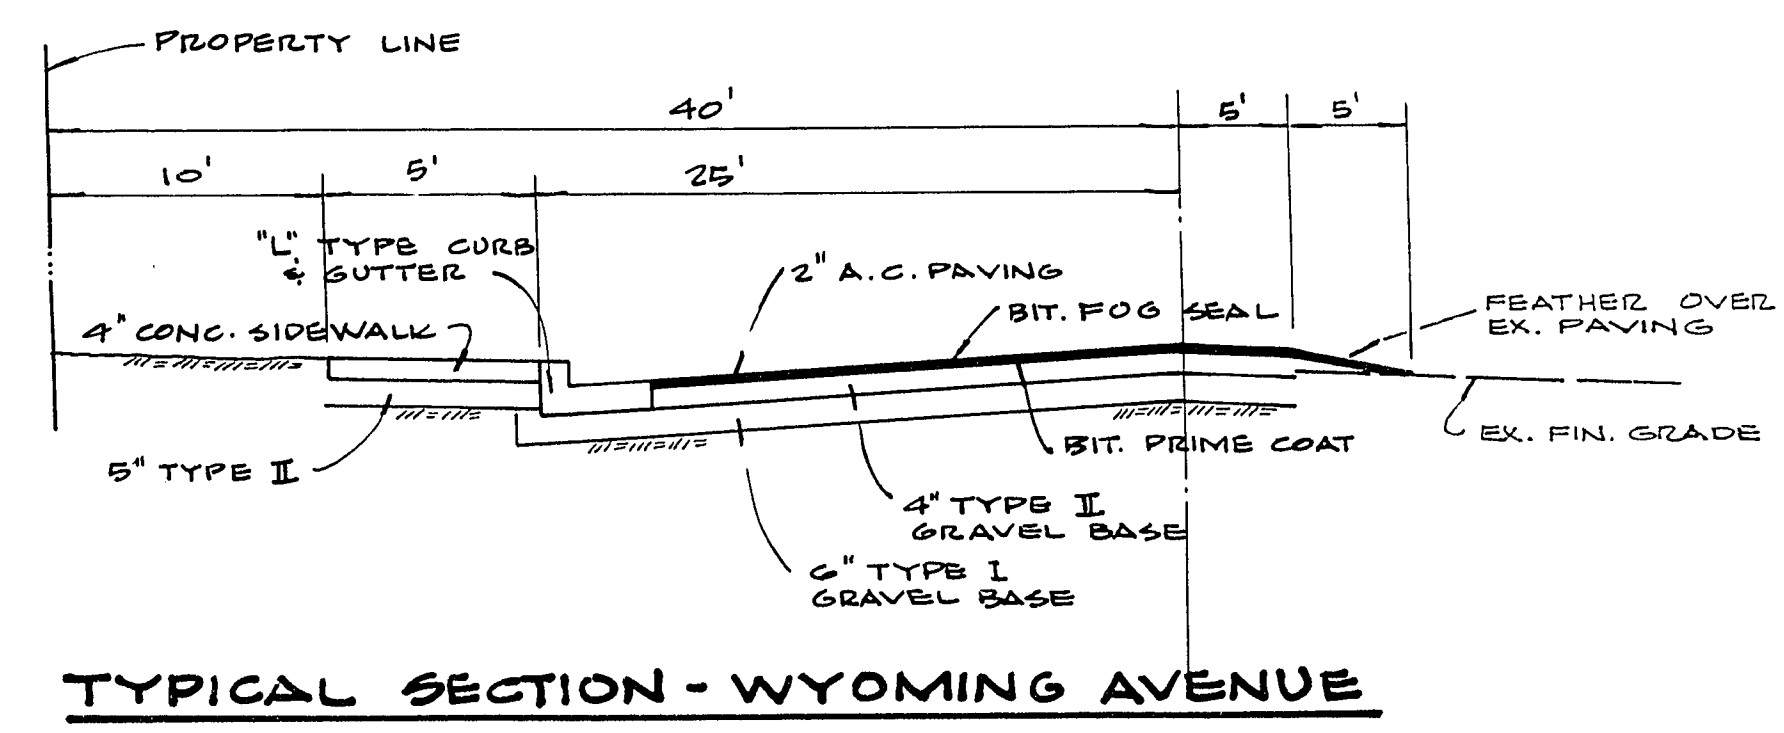 PROPERTY LINE
40'
5'
5'
10'
5'
25'
"L" TYPE CURB
& GUTTER
2" A.C. PAVING
BIT. FOG SEAL
FEATHER OVER
EX. PAVING
4" CONC. SIDEWALK
EX. FIN. GRADE
BIT. PRIME COAT
5" TYPE II
4" TYPE II
GRAVEL BASE
6" TYPE I
GRAVEL BASE
TYPICAL SECTION - WYOMING AVENUE